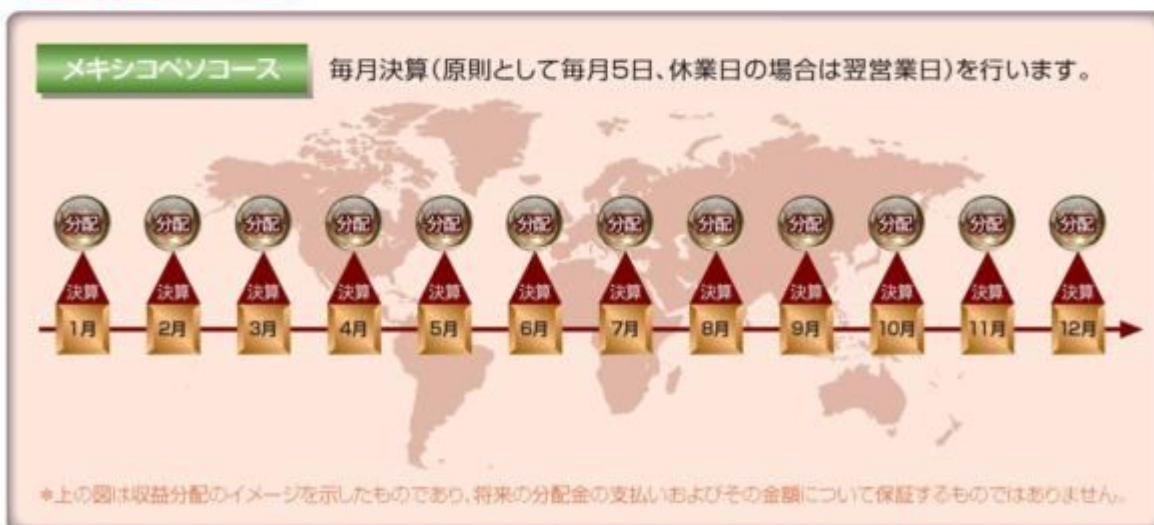 メキシコペソコース 毎月決算(原則として毎月5日、休業日の場合は翌営業日)を行います。
分配 分配 分配 分配 分配 分配 分配 分配 分配 分配 分配 分配
決算 決算 決算 決算 決算 決算 決算 決算 決算 決算 決算 決算
1月 2月 3月 4月 5月 6月 7月 8月 9月 10月 11月 12月
*上の図は収益分配のイメージを示したものであり、将来の分配金の支払いおよびその金額について保証するものではありません。